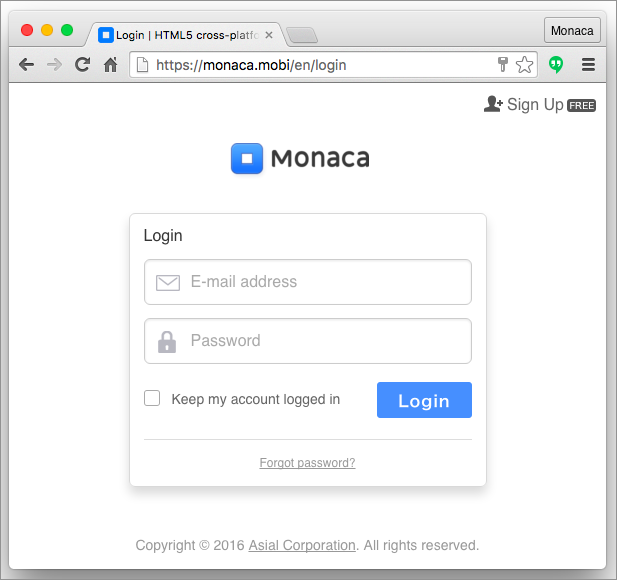 Login | HTML5 cross-platfo
Monaca
https://monaca.mobi/en/login
Sign Up FREE
Monaca
Login
E-mail address
Password
Keep my account logged in
Login
Forgot password?
Copyright © 2016 Asial Corporation. All rights reserved.